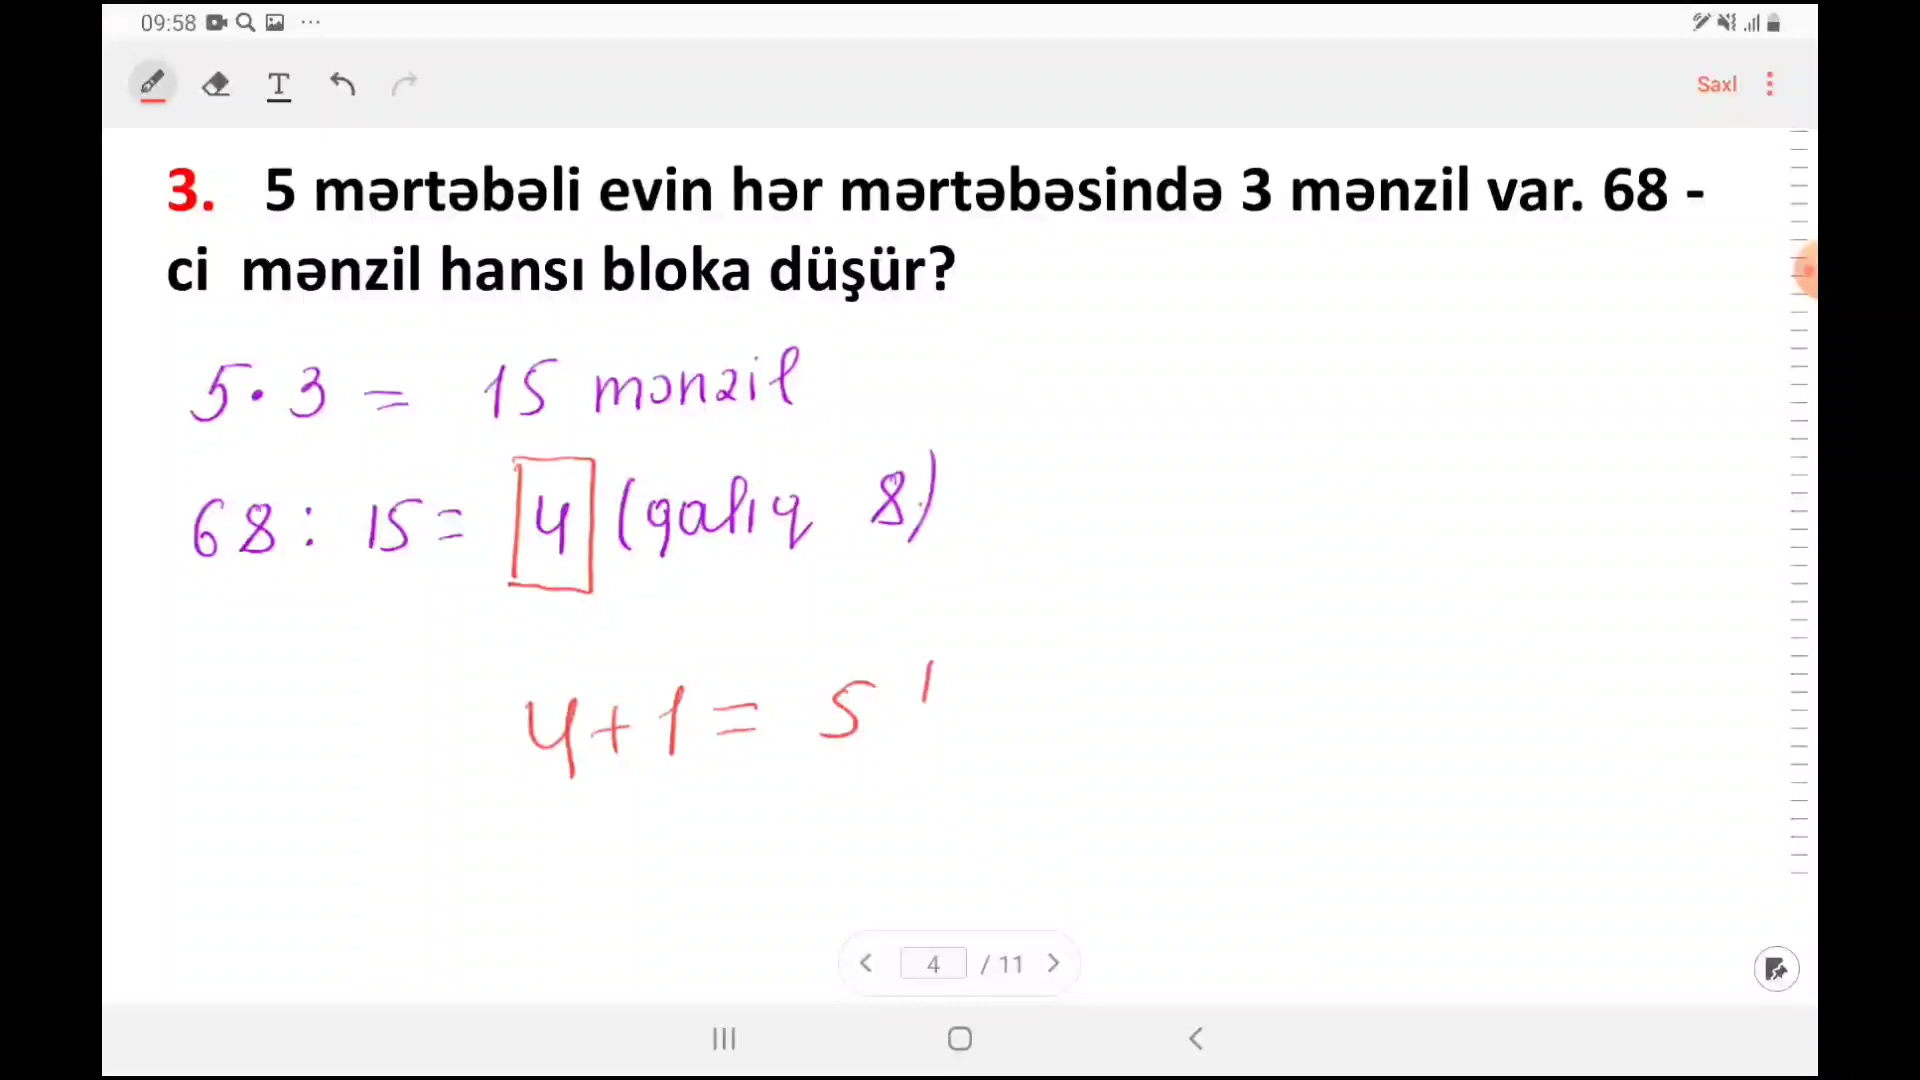 09:58
Saxl
3. 5 mərtəbəli evin hər mərtəbəsində 3 mənzil var. 68 -
ci mənzil hansı bloka düşür?
5 · 3 = 15 mənzil
68 : 15 = 4 (qalıq 8)
4 + 1 = 5
4 / 11